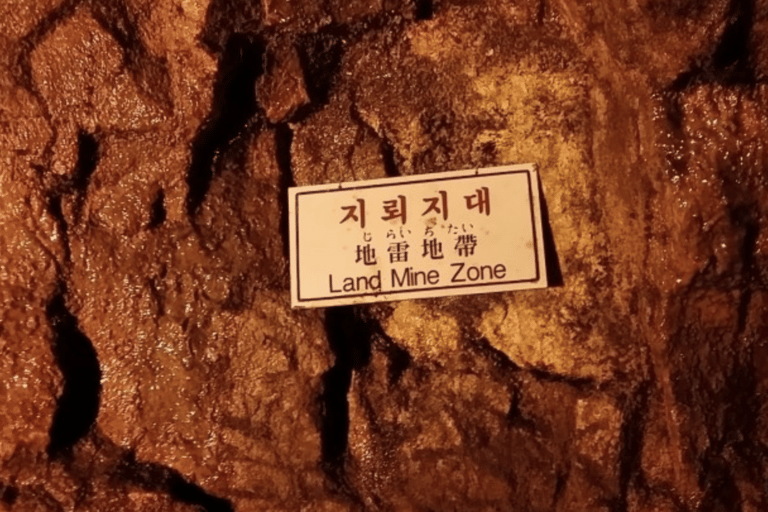 지뢰지대
じ らい ち たい
地雷地帶
Land Mine Zone